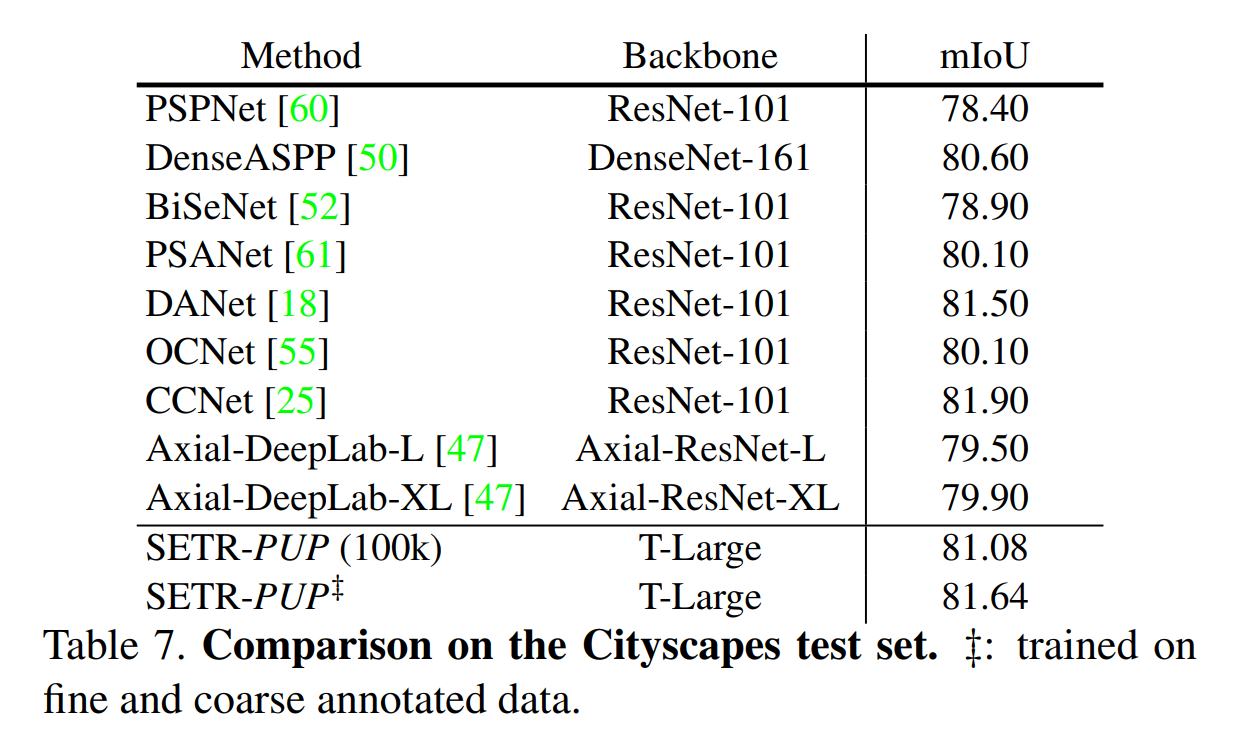 Method Backbone mIoU
PSPNet [60] ResNet-101 78.40
DenseASPP [50] DenseNet-161 80.60
BiSeNet [52] ResNet-101 78.90
PSANet [61] ResNet-101 80.10
DANet [18] ResNet-101 81.50
OCNet [55] ResNet-101 80.10
CCNet [25] ResNet-101 81.90
Axial-DeepLab-L [47] Axial-ResNet-L 79.50
Axial-DeepLab-XL [47] Axial-ResNet-XL 79.90
SETR-PUP (100k) T-Large 81.08
SETR-PUP‡ T-Large 81.64
Table 7. Comparison on the Cityscapes test set. ‡: trained on
fine and coarse annotated data.